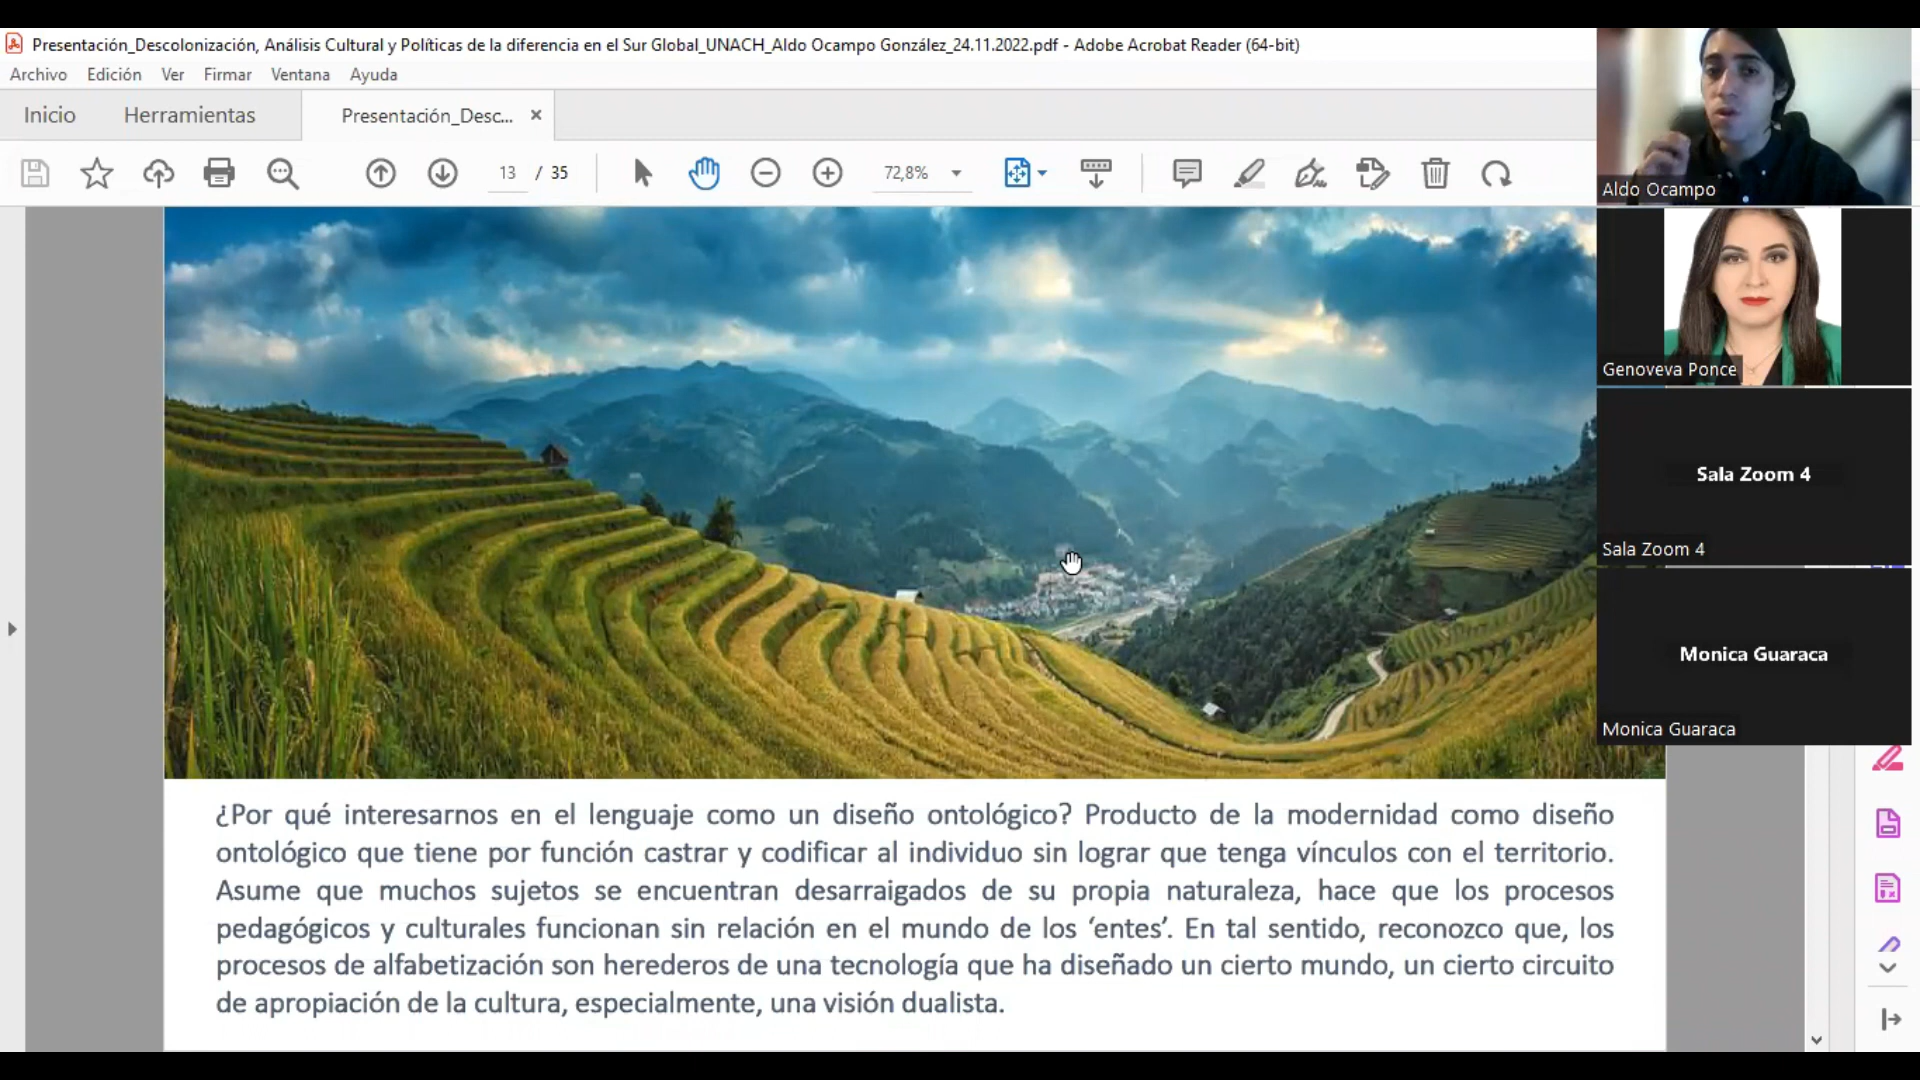 Presentación_Descolonización, Análisis Cultural y Políticas de la diferencia en el Sur Global_UNACH_Aldo Ocampo González_24.11.2022.pdf - Adobe Acrobat Reader (64-bit)
Archivo Edición Ver Firmar Ventana Ayuda
Inicio Herramientas Presentación_Desc... ×
13 / 35 72,8%
Aldo Ocampo
Genoveva Ponce
Sala Zoom 4
Sala Zoom 4
Monica Guaraca
Monica Guaraca
¿Por qué interesarnos en el lenguaje como un diseño ontológico? Producto de la modernidad como diseño
ontológico que tiene por función castrar y codificar al individuo sin lograr que tenga vínculos con el territorio.
Asume que muchos sujetos se encuentran desarraigados de su propia naturaleza, hace que los procesos
pedagógicos y culturales funcionan sin relación en el mundo de los ‘entes’. En tal sentido, reconozco que, los
procesos de alfabetización son herederos de una tecnología que ha diseñado un cierto mundo, un cierto circuito
de apropiación de la cultura, especialmente, una visión dualista.